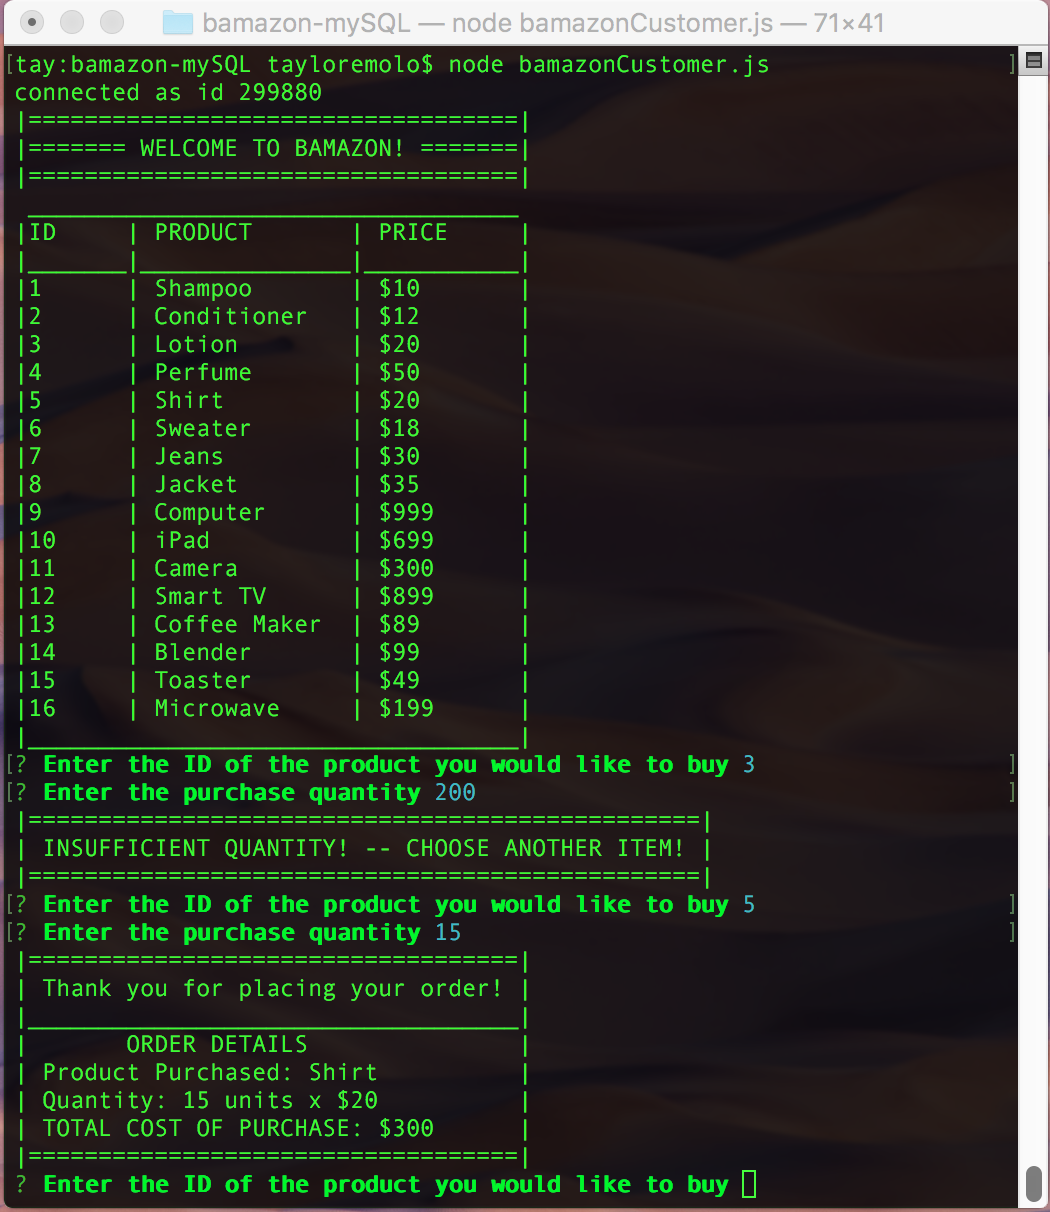 bamazon-mySQL — node bamazonCustomer.js — 71×41
[tay:bamazon-mySQL tayloremolo$ node bamazonCustomer.js ]
connected as id 299880
|===================================|
|======= WELCOME TO BAMAZON! =======|
|===================================|
___________________________________
|ID     | PRODUCT       | PRICE     |
|_______|_______________|___________|
|1      | Shampoo       | $10       |
|2      | Conditioner   | $12       |
|3      | Lotion        | $20       |
|4      | Perfume       | $50       |
|5      | Shirt         | $20       |
|6      | Sweater       | $18       |
|7      | Jeans         | $30       |
|8      | Jacket        | $35       |
|9      | Computer      | $999      |
|10     | iPad          | $699      |
|11     | Camera        | $300      |
|12     | Smart TV      | $899      |
|13     | Coffee Maker  | $89       |
|14     | Blender       | $99       |
|15     | Toaster       | $49       |
|16     | Microwave     | $199      |
|___________________________________|
[? Enter the ID of the product you would like to buy 3 ]
[? Enter the purchase quantity 200 ]
|================================================|
| INSUFFICIENT QUANTITY! -- CHOOSE ANOTHER ITEM! |
|================================================|
[? Enter the ID of the product you would like to buy 5 ]
[? Enter the purchase quantity 15 ]
|===================================|
| Thank you for placing your order! |
|___________________________________|
|       ORDER DETAILS               |
| Product Purchased: Shirt          |
| Quantity: 15 units x $20          |
| TOTAL COST OF PURCHASE: $300      |
|===================================|
? Enter the ID of the product you would like to buy